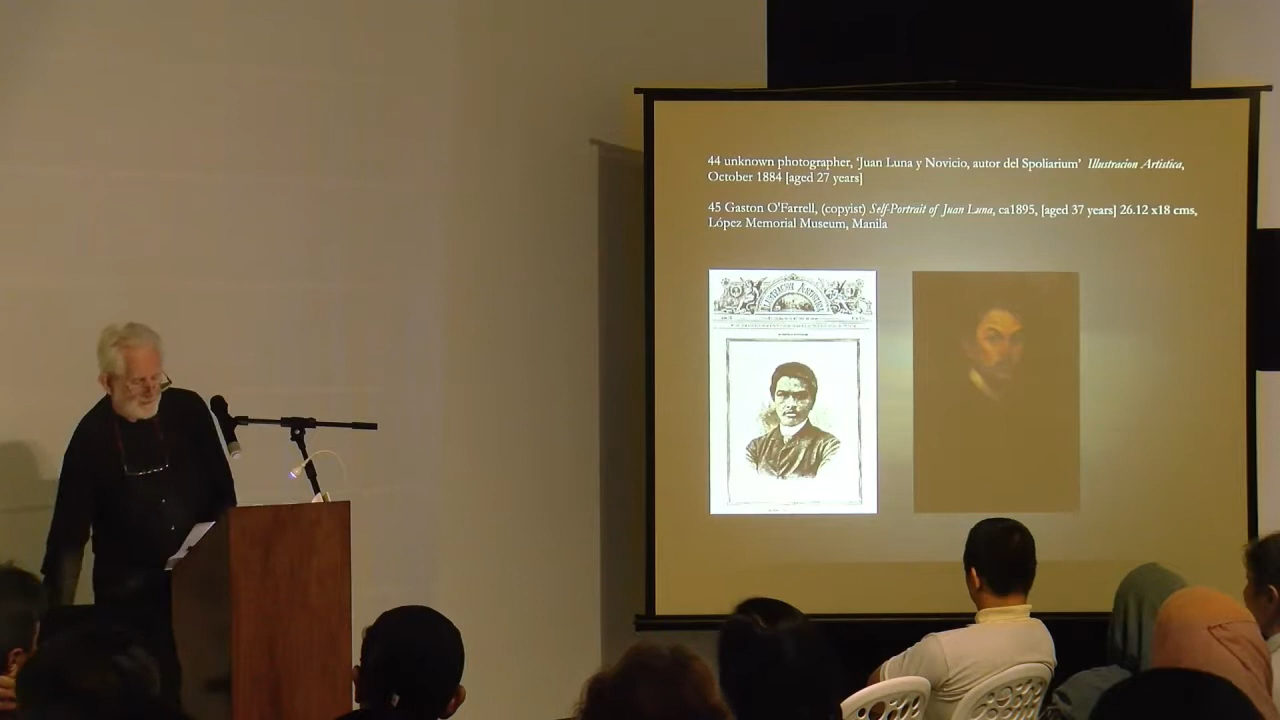 44 unknown photographer, ‘Juan Luna y Novicio, autor del Spoliarium’ Illustracion Artistica,
October 1884 [aged 27 years]
45 Gaston O'Farrell, (copyist) Self-Portrait of Juan Luna, ca1895, [aged 37 years] 26.12 x18 cms,
López Memorial Museum, Manila